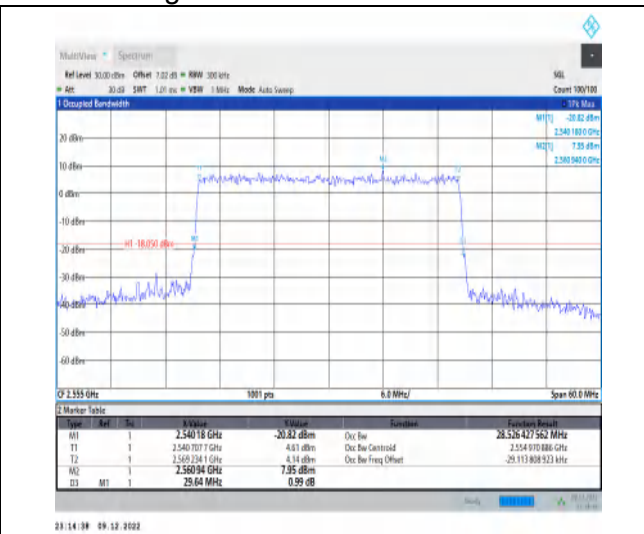 MultiView Spectrum
Ref Level 30.00 dBm Offset 7.02 dB RBW 300 kHz SGL
Att 30 dB SWT 1.01 ms VBW 1 MHz Mode Auto Sweep Count 100/100
1 Occupied Bandwidth 1Pk Max
M1[1] -20.82 dBm
2.540 180 0 GHz
M2[1] 7.95 dBm
2.560 940 0 GHz
20 dBm
10 dBm
0 dBm
-10 dBm
H1 -18.050 dBm
-20 dBm
-30 dBm
-40 dBm
-50 dBm
-60 dBm
CF 2.555 GHz 1001 pts 6.0 MHz/ Span 60.0 MHz
2 Marker Table
Type Ref Trc X-Value Y-Value Function Function Result
M1 1 2.54018 GHz -20.82 dBm Occ Bw 28.526 427 562 MHz
T1 1 2.540 707 7 GHz 4.61 dBm Occ Bw Centroid 2.554 970 886 GHz
T2 1 2.569 234 1 GHz 4.14 dBm Occ Bw Freq Offset -29.113 808 923 kHz
M2 1 2.560 94 GHz 7.95 dBm
D3 M1 1 29.64 MHz 0.99 dB
Ready
23:14:38 09.12.2022